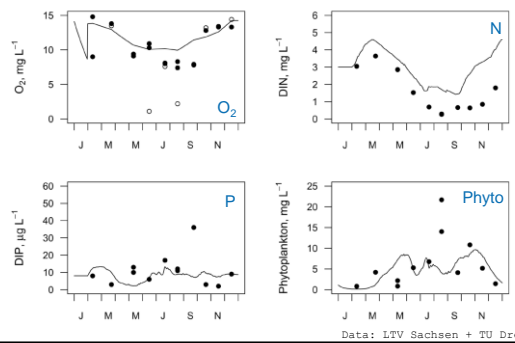 15
10
5
0
O2, mg L−1
O2
J M M J S N
6
5
4
3
2
1
0
DIN, mg L−1
N
J M M J S N
60
50
40
30
20
10
0
DIP, µg L−1
P
J M M J S N
25
20
15
10
5
0
Phytoplankton, mg L−1
Phyto
J M M J S N
Data: LTV Sachsen + TU Dre